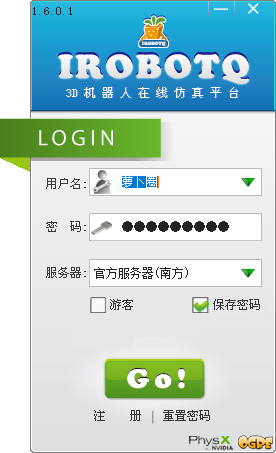 1.6.0.1
IROBOTQ
IROBOTQ
3D机器人在线仿真平台
LOGIN
用户名: 萝卜圈
密 码: ●●●●●●●●●
服务器: 官方服务器(南方)
游客 保存密码
Go!
注 册 | 重置密码
PhysX by NVIDIA OGDF